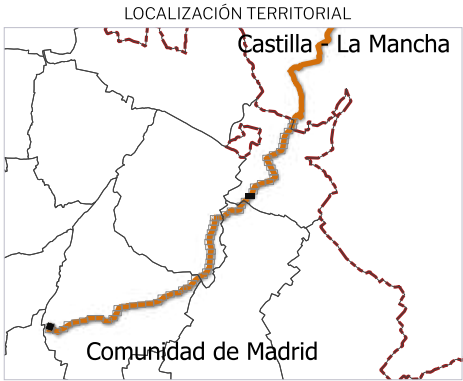 LOCALIZACIÓN TERRITORIAL
Castilla - La Mancha
Comunidad de Madrid